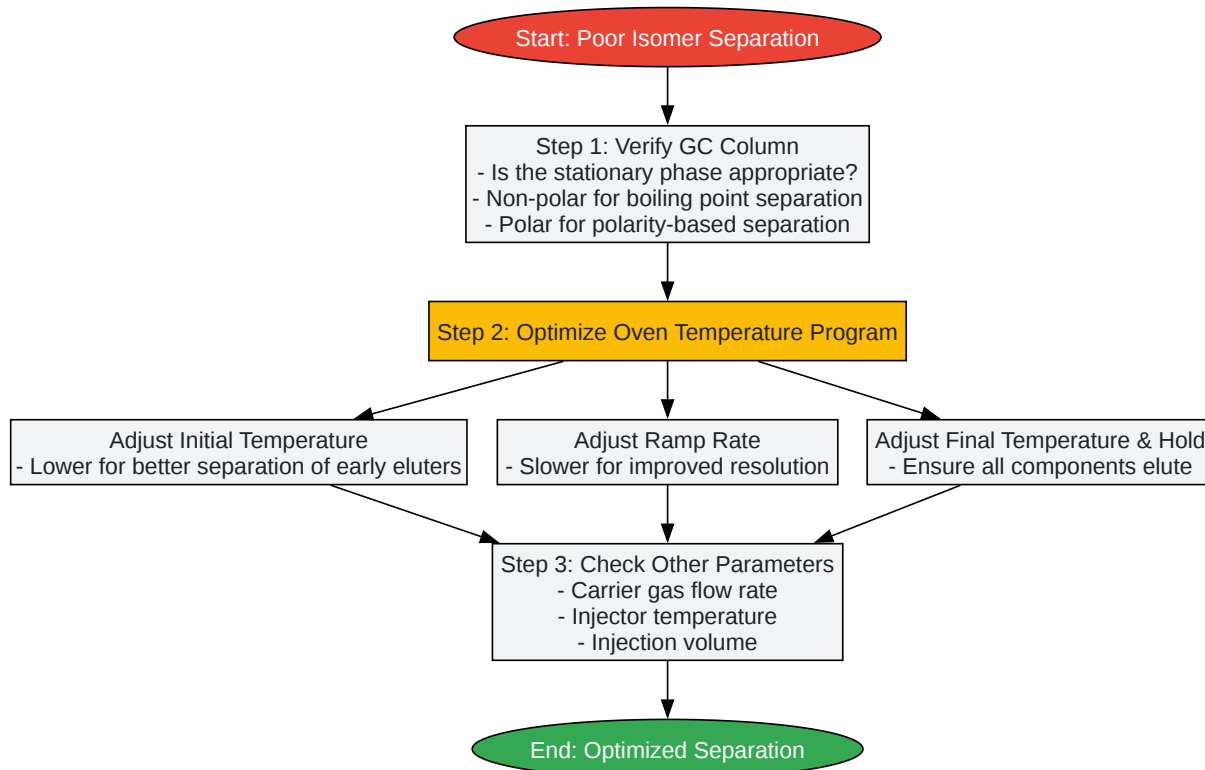 Start: Poor Isomer Separation
Step 1: Verify GC Column
- Is the stationary phase appropriate?
- Non-polar for boiling point separation
- Polar for polarity-based separation
Step 2: Optimize Oven Temperature Program
Adjust Initial Temperature
- Lower for better separation of early eluters
Adjust Ramp Rate
- Slower for improved resolution
Adjust Final Temperature & Hold
- Ensure all components elute
Step 3: Check Other Parameters
- Carrier gas flow rate
- Injector temperature
- Injection volume
End: Optimized Separation